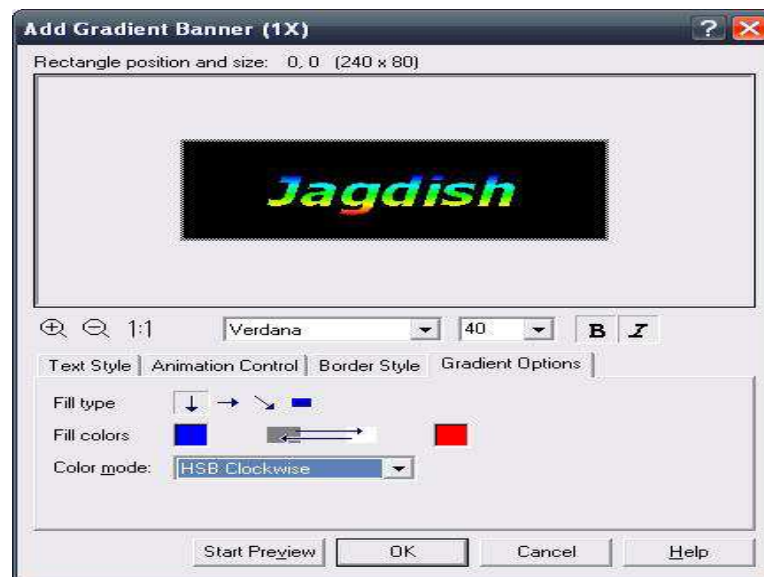 Add Gradient Banner (1X)
Rectangle position and size: 0, 0 (240 x 80)
Jagdish
1:1 Verdana 40 B I
Text Style Animation Control Border Style Gradient Options
Fill type
Fill colors
Color mode: HSB Clockwise
Start Preview OK Cancel Help